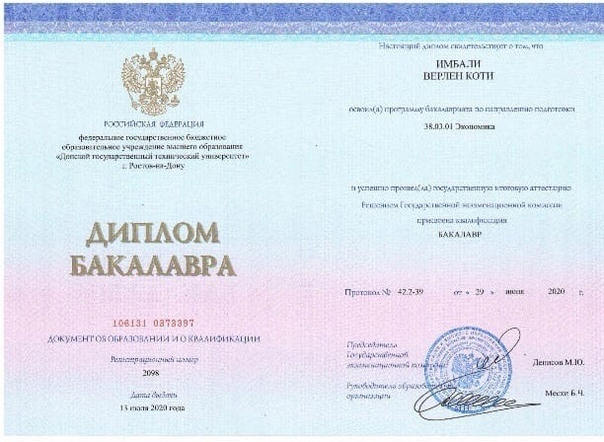 РОССИЙСКАЯ ФЕДЕРАЦИЯ
федеральное государственное бюджетное
образовательное учреждение высшего образования
«Донской государственный технический университет»
г. Ростов-на-Дону
ДИПЛОМ
БАКАЛАВРА
106131 0373397
ДОКУМЕНТ ОБ ОБРАЗОВАНИИ И О КВАЛИФИКАЦИИ
Регистрационный номер
2098
Дата выдачи
13 июля 2020 года
Настоящий диплом свидетельствует о том, что
ИМБАЛИ
ВЕРЛЕН КОТИ
освоил(а) программу бакалавриата по направлению подготовки
38.03.01 Экономика
и успешно прошел(ла) государственную итоговую аттестацию
Решением Государственной экзаменационной комиссии
присвоена квалификация
БАКАЛАВР
Протокол № 42.2-39 от « 29 » 2020 г.
Председатель
Государственной
экзаменационной комиссии
Денисов М.Ю.
Руководитель образовательной
организации
Месхи Б.Ч.